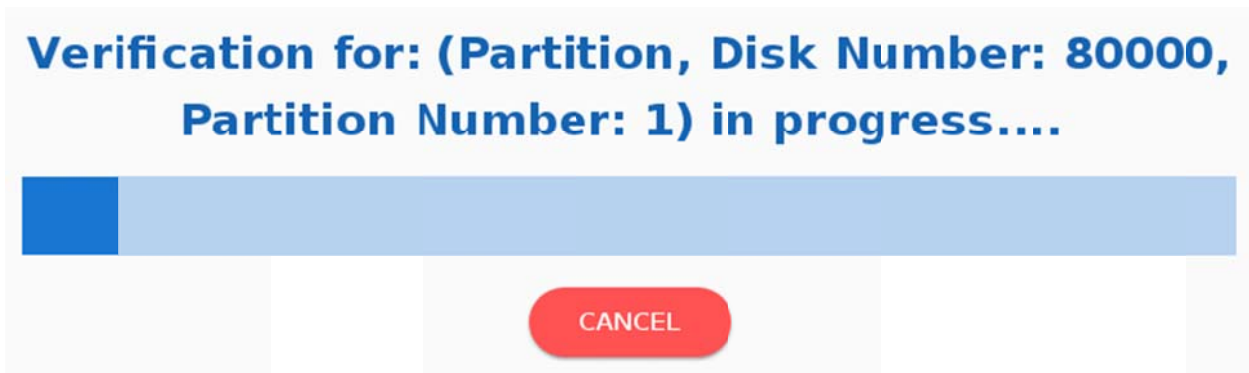 Verification for: (Partition, Disk Number: 80000,
Partition Number: 1) in progress....
CANCEL